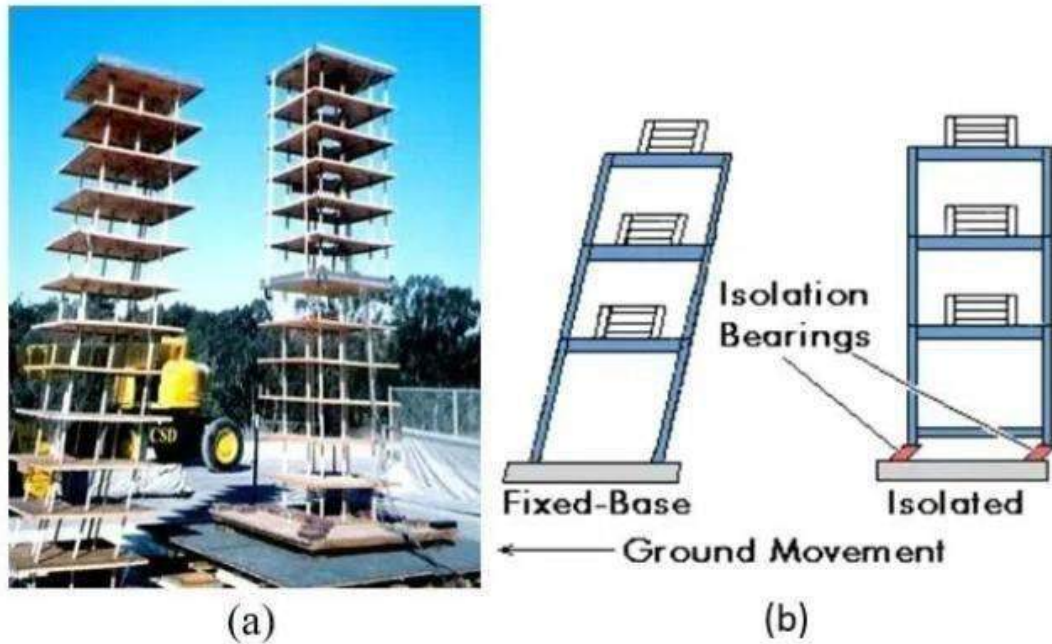 CSD
Isolation
Bearings
Fixed-Base
Isolated
Ground Movement
(a)
(b)